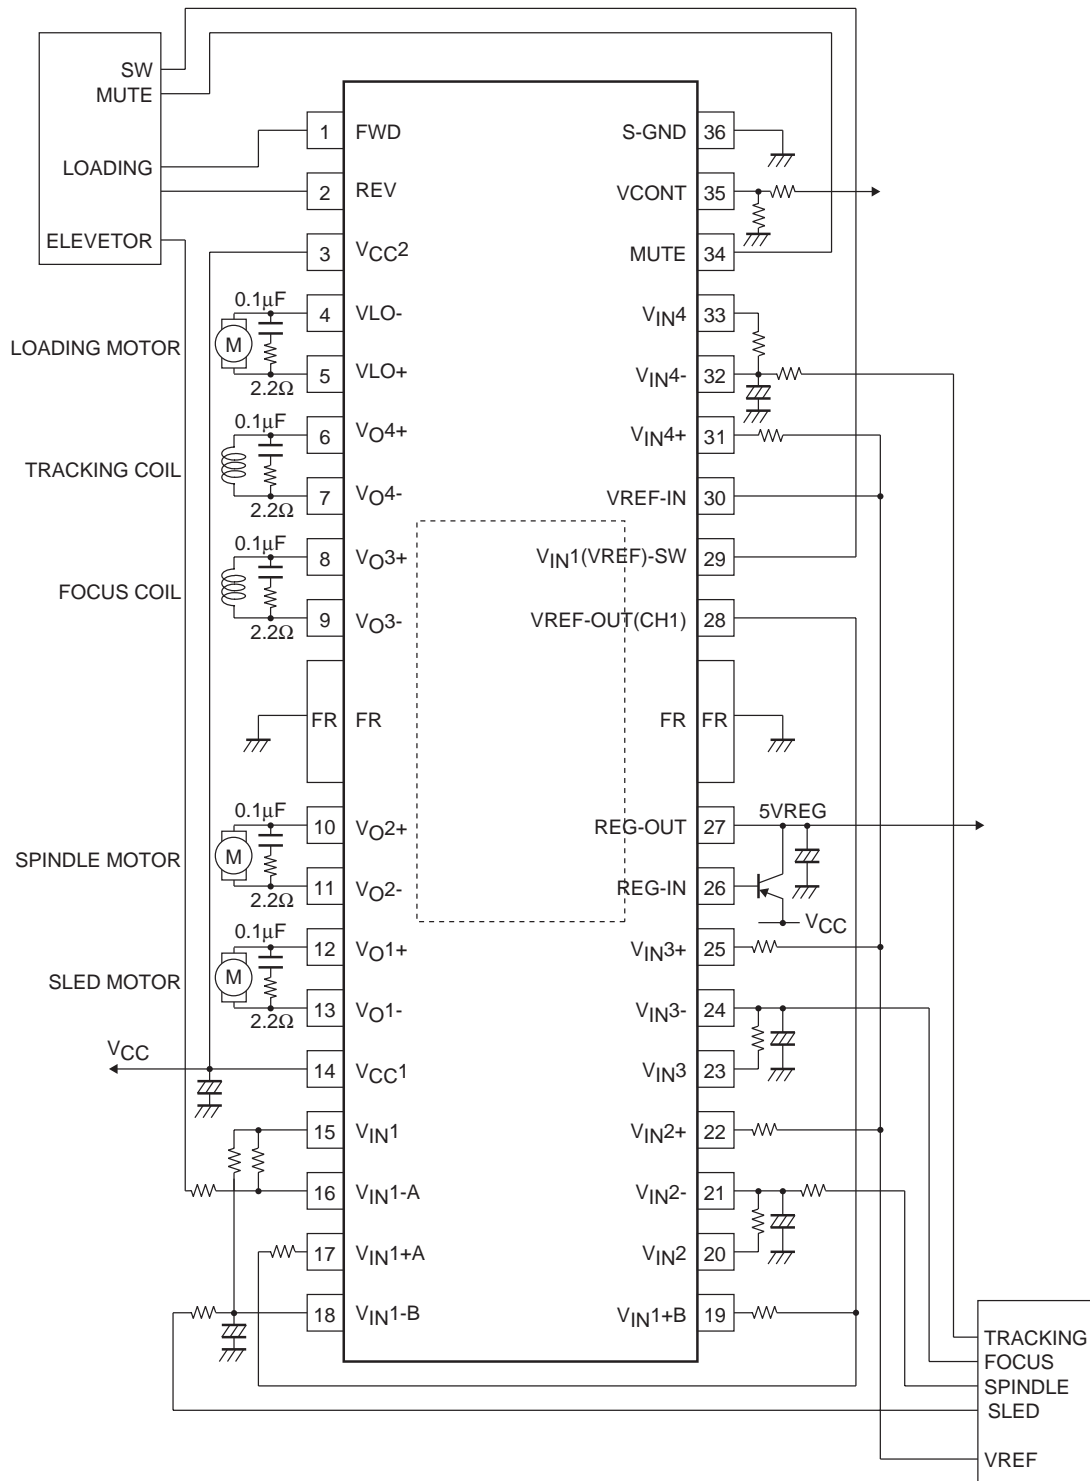 SW
MUTE
LOADING
ELEVETOR
1 FWD
2 REV
3 VCC2
0.1μF
4 VLO-
LOADING MOTOR
M
5 VLO+
2.2Ω
0.1μF
6 VO4+
TRACKING COIL
7 VO4-
2.2Ω
0.1μF
8 VO3+
FOCUS COIL
9 VO3-
2.2Ω
FR FR
0.1μF
10 VO2+
SPINDLE MOTOR
M
11 VO2-
2.2Ω
0.1μF
12 VO1+
SLED MOTOR
M
13 VO1-
2.2Ω
VCC
14 VCC1
15 VIN1
16 VIN1-A
17 VIN1+A
18 VIN1-B
S-GND 36
VCONT 35
MUTE 34
VIN4 33
VIN4- 32
VIN4+ 31
VREF-IN 30
VIN1(VREF)-SW 29
VREF-OUT(CH1) 28
FR FR
5VREG
REG-OUT 27
REG-IN 26
VCC
VIN3+ 25
VIN3- 24
VIN3 23
VIN2+ 22
VIN2- 21
VIN2 20
VIN1+B 19
TRACKING
FOCUS
SPINDLE
SLED
VREF